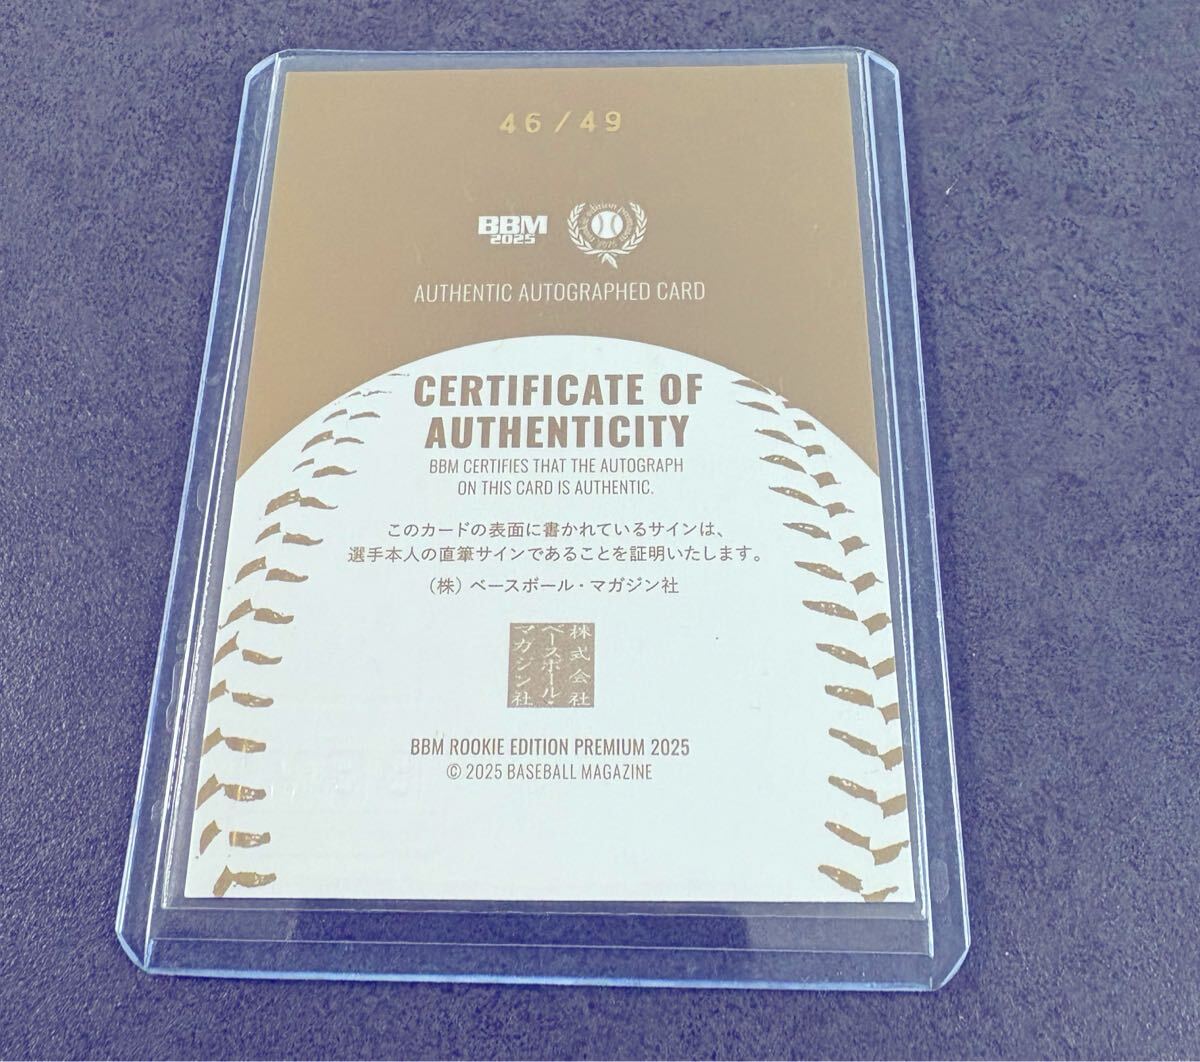 46/49
BBM
2025
rookie edition premium 2025
AUTHENTIC AUTOGRAPHED CARD
CERTIFICATE OF
AUTHENTICITY
BBM CERTIFIES THAT THE AUTOGRAPH
ON THIS CARD IS AUTHENTIC.
このカードの表面に書かれているサインは、
選手本人の直筆サインであることを証明いたします。
（株）ベースボール・マガジン社
株式会社
ベースボール・
マガジン社
BBM ROOKIE EDITION PREMIUM 2025
© 2025 BASEBALL MAGAZINE